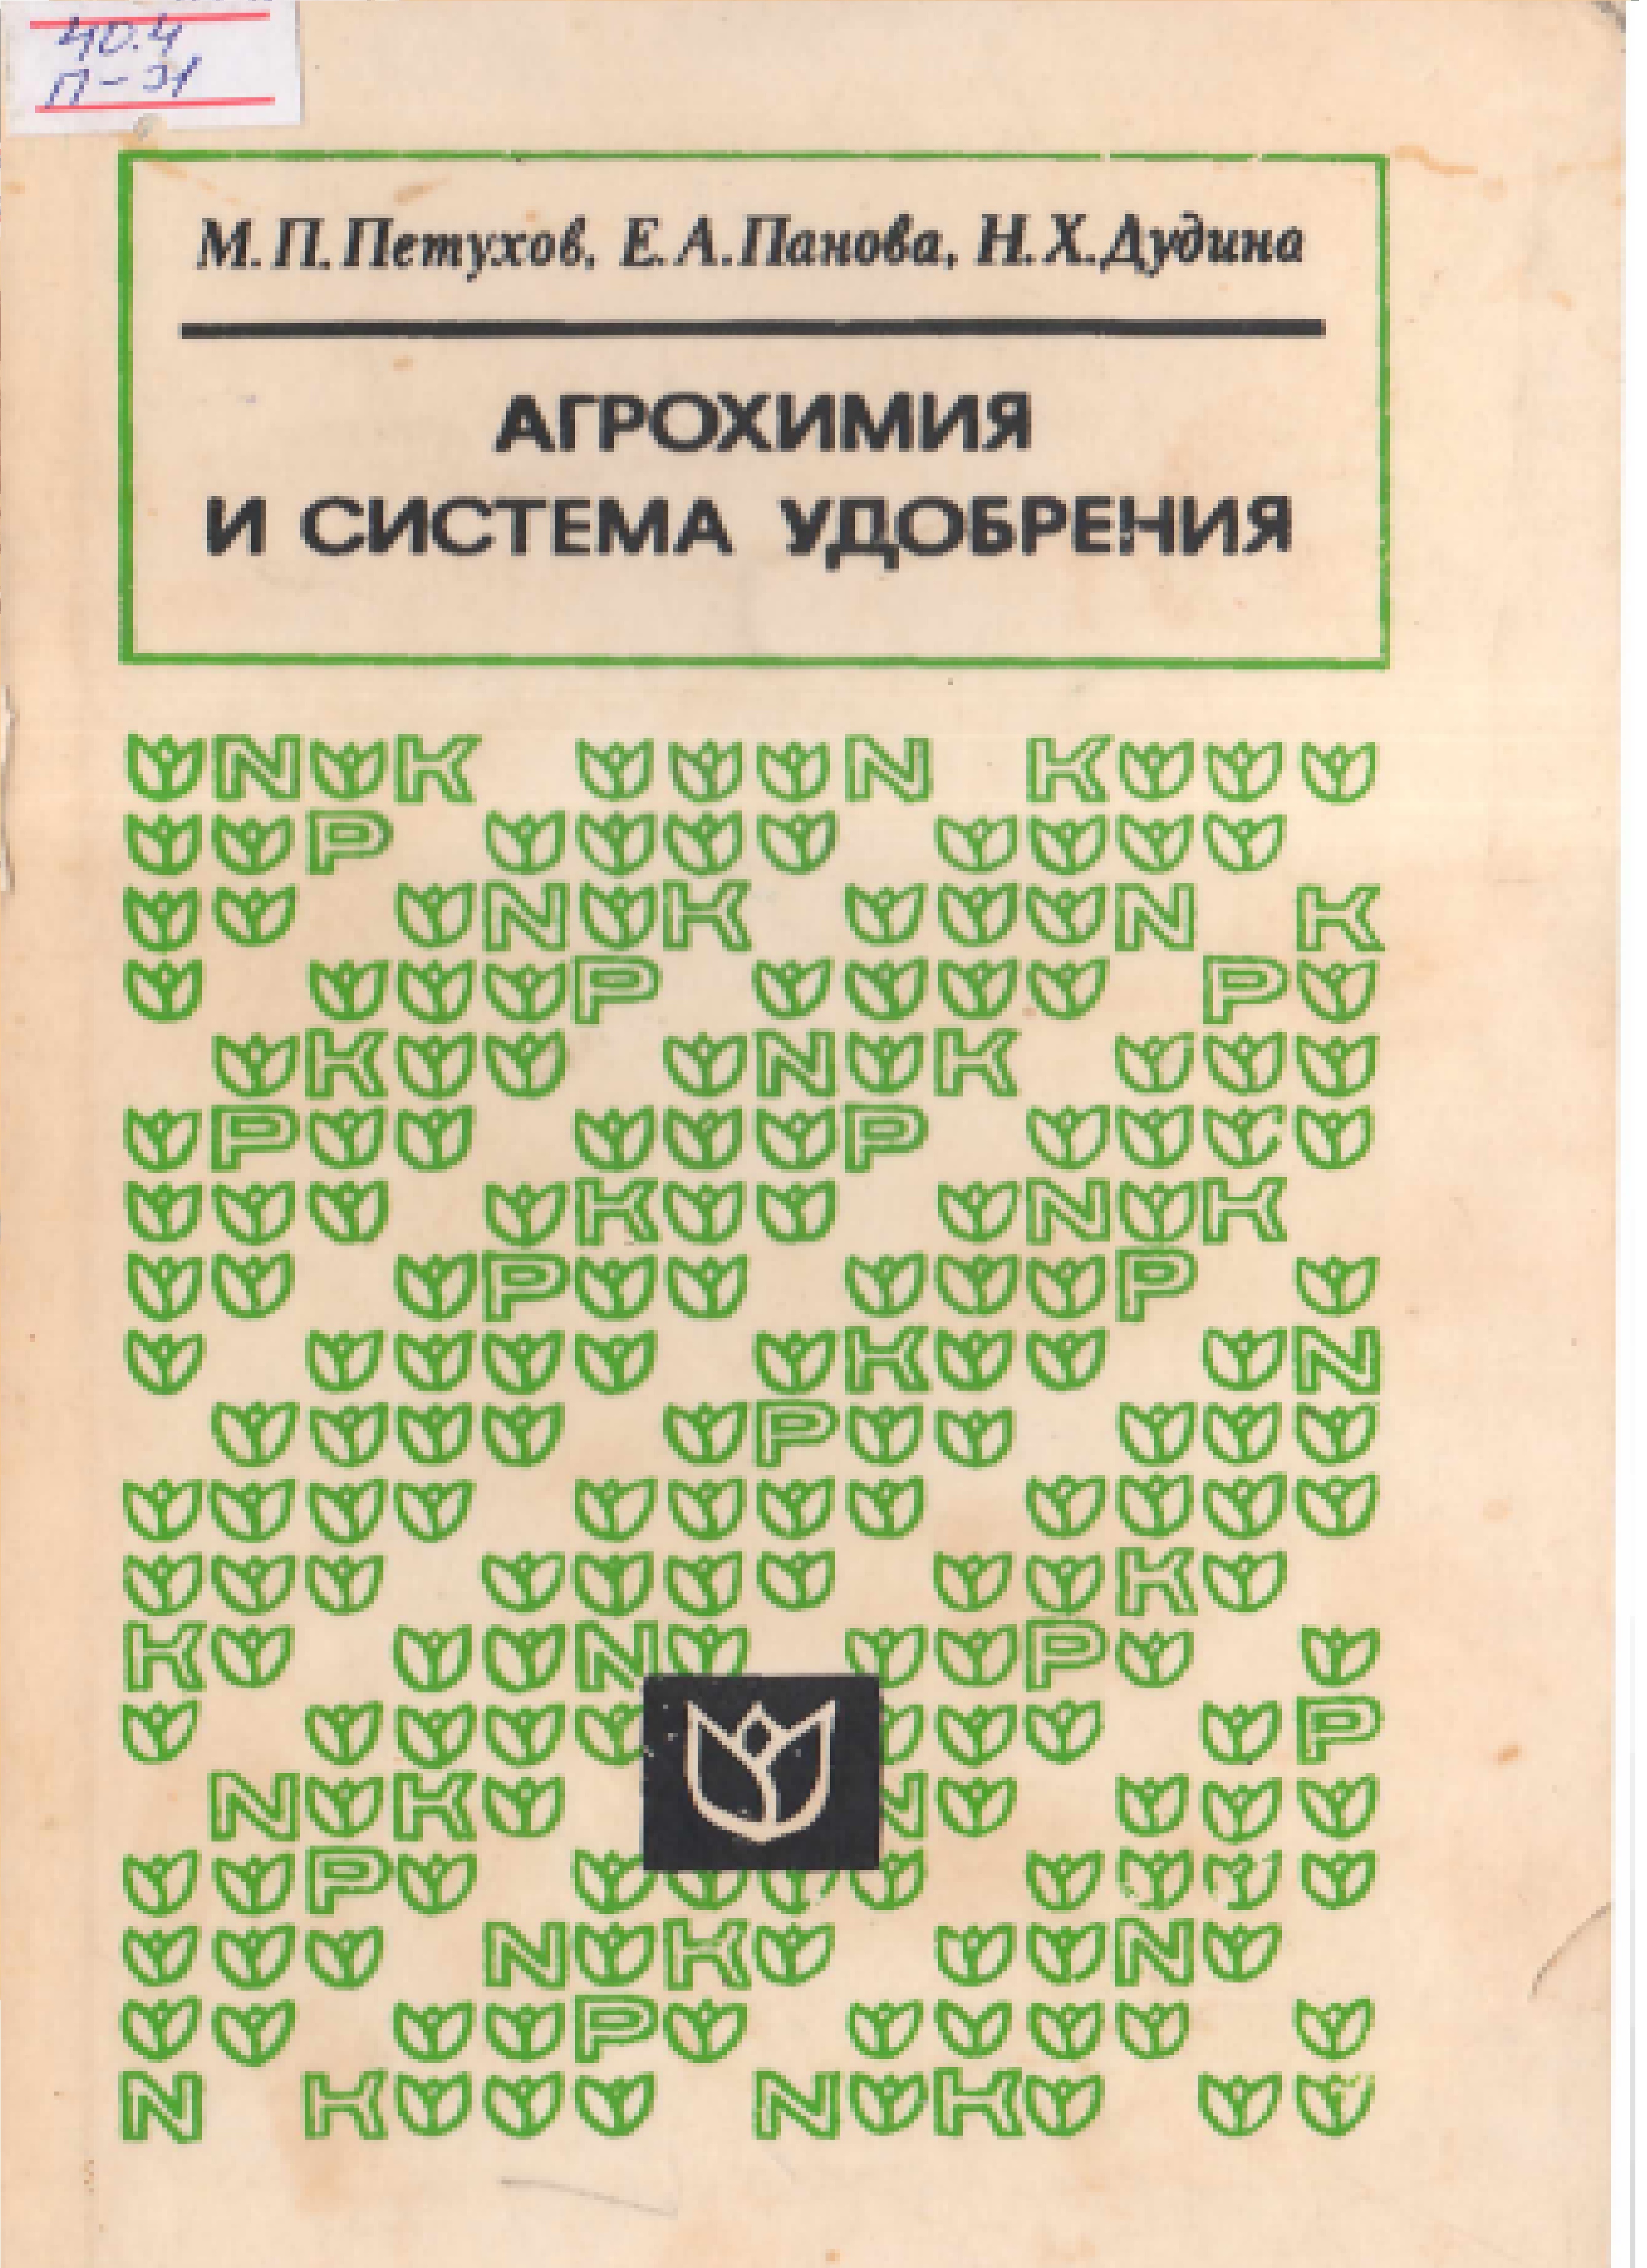 40.4
П-31
М.П.Петухов, Е.А.Панова, Н.Х.Дудина
АГРОХИМИЯ
И СИСТЕМА УДОБРЕНИЯ
N K N K
P
N K N K
P P
K N K
P P
K N K
P P
K N
P
K
K N P
P
N K N
P
N K N
P
N K N K